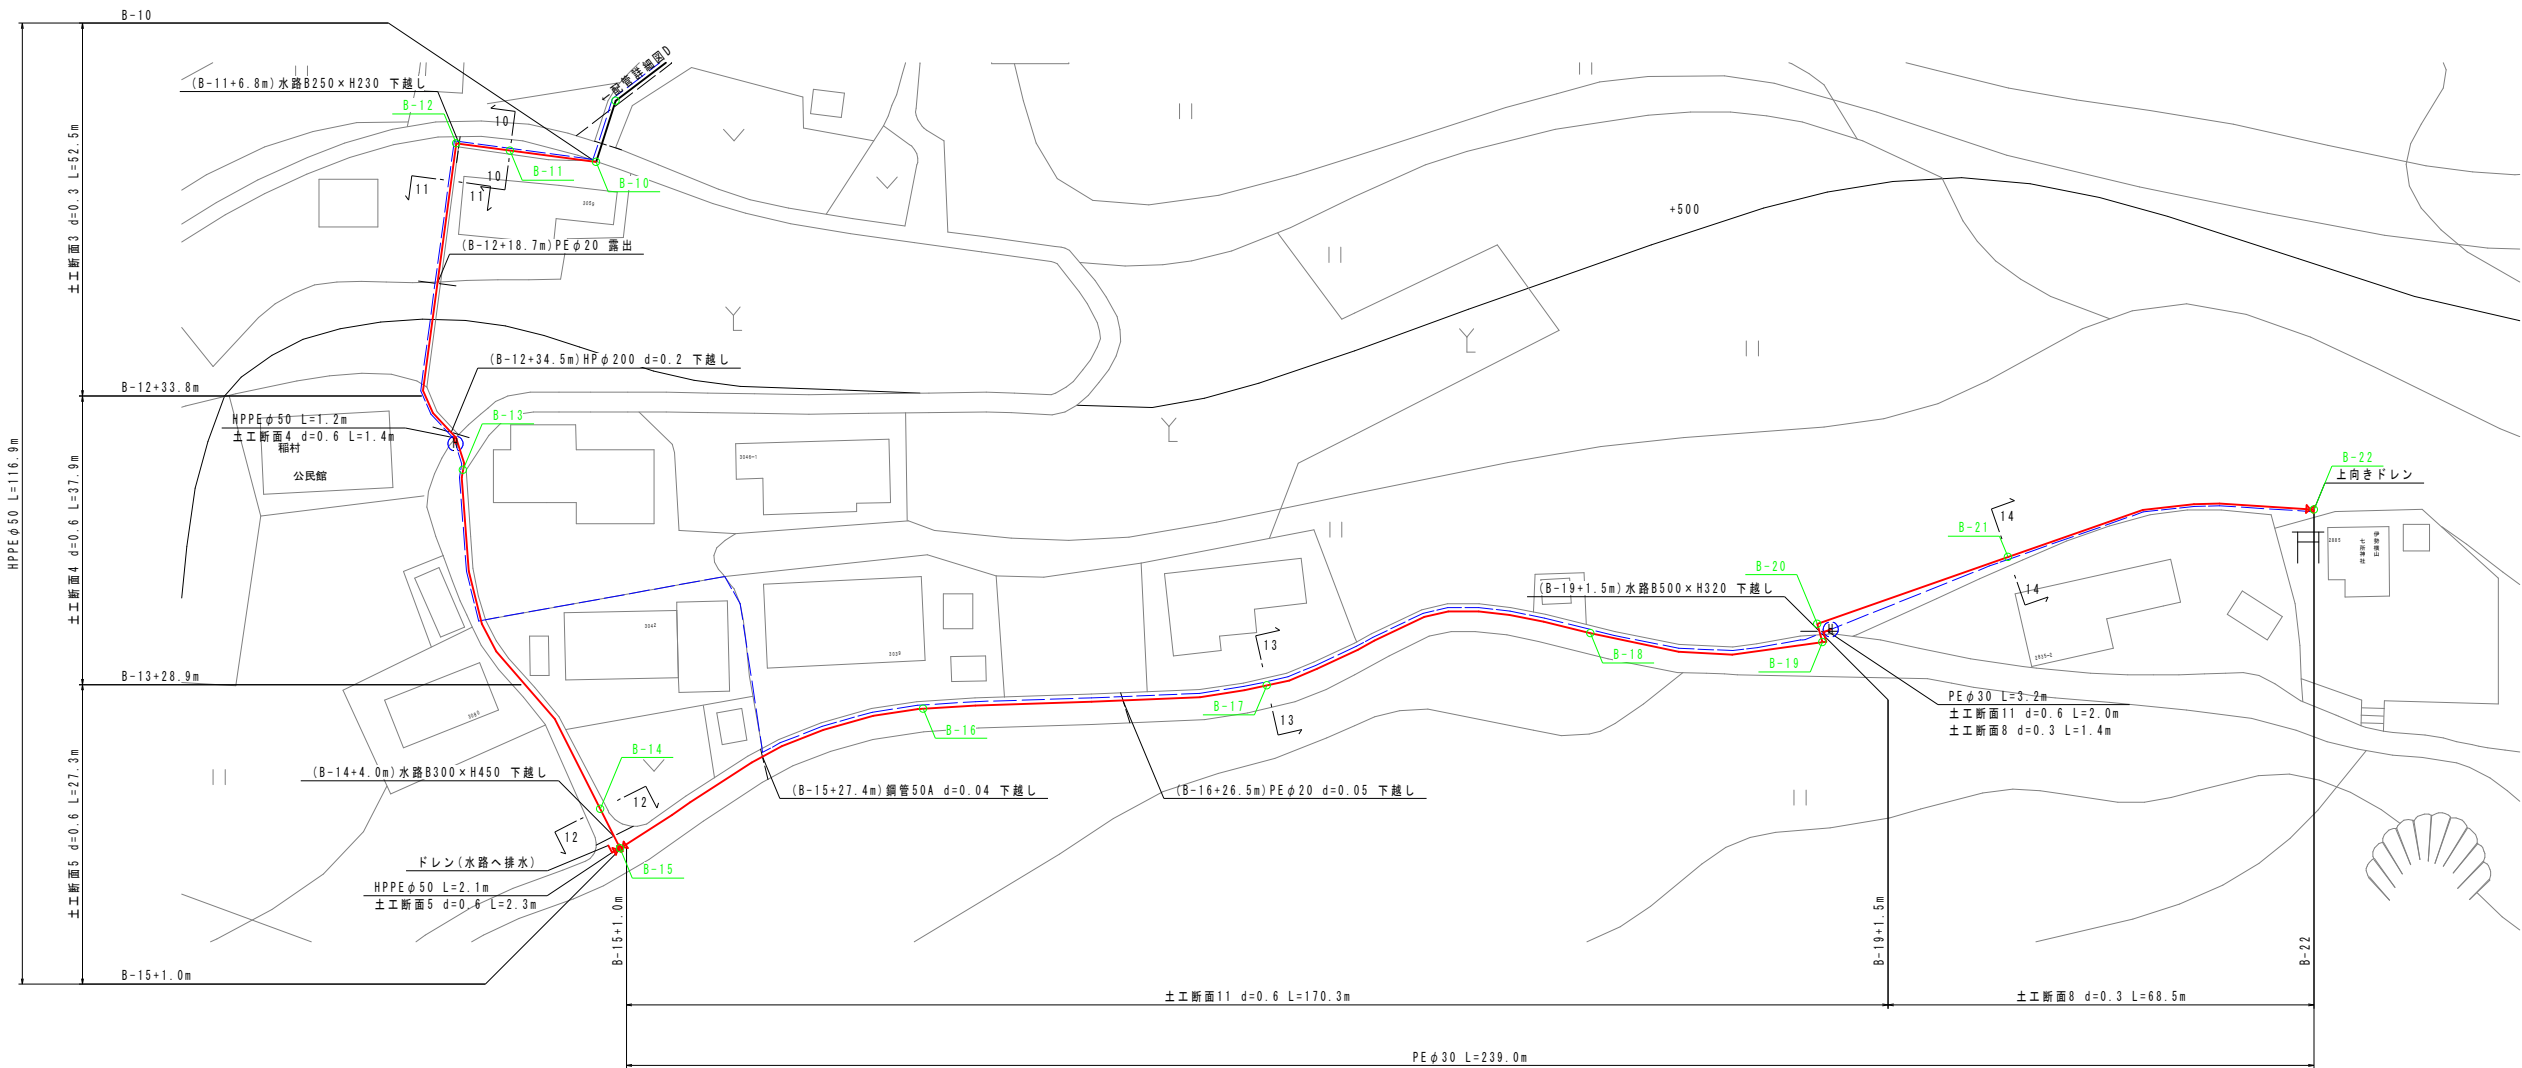 B-10
配管詳細図D
(B-11+6.8m)水路B250×H230 下越し
B-12
10
10
B-11
B-10
11
11
+500
(B-12+18.7m)PEφ20 露出
(B-12+34.5m)HPφ200 d=0.2 下越し
B-12+33.8m
HPPEφ50 L=1.2m
土工断面4 d=0.6 L=1.4m
稲村
公民館
B-13
3046-1
B-22
上向きドレン
14
B-21
B-20
(B-19+1.5m)水路B500×H320 下越し
14
3042
13
B-18
B-19
B-13+28.9m
B-17
PEφ30 L=3.2m
土工断面11 d=0.6 L=2.0m
土工断面8 d=0.3 L=1.4m
13
B-16
B-14
(B-14+4.0m)水路B300×H450 下越し
(B-15+27.4m)鋼管50A d=0.04 下越し
(B-16+26.5m)PEφ20 d=0.05 下越し
12
12
ドレン(水路へ排水)
B-15
HPPEφ50 L=2.1m
土工断面5 d=0.6 L=2.3m
B-15+1.0m
HPPEφ50 L=116.9m
土工断面3 d=0.3 L=52.5m
土工断面4 d=0.6 L=37.9m
土工断面5 d=0.6 L=27.3m
B-15+1.0m
B-19+1.5m
B-22
土工断面11 d=0.6 L=170.3m
土工断面8 d=0.3 L=68.5m
PEφ30 L=239.0m